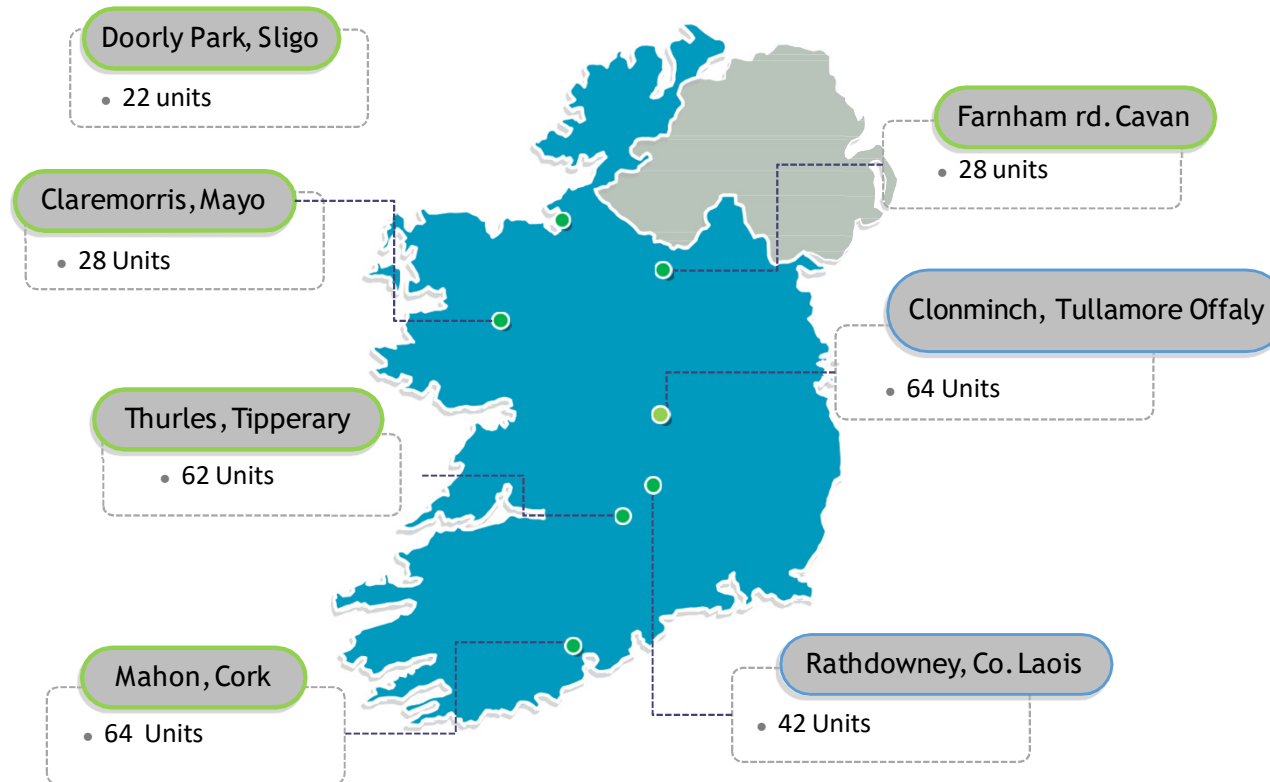 Doorly Park, Sligo
• 22 units
Farnham rd. Cavan
• 28 units
Claremorris, Mayo
• 28 Units
Clonminch, Tullamore Offaly
• 64 Units
Thurles, Tipperary
• 62 Units
Mahon, Cork
• 64 Units
Rathdowney, Co. Laois
• 42 Units